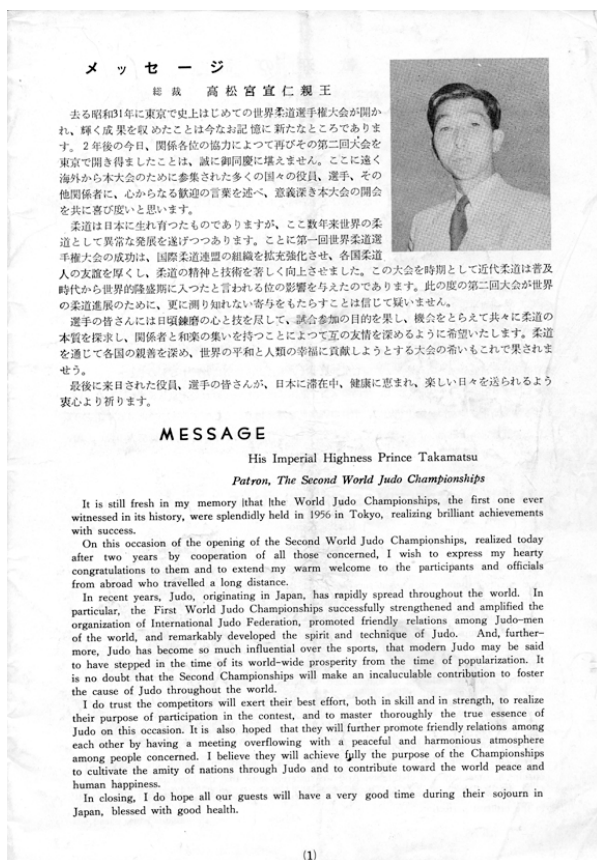 メッセージ
総裁 高松宮宣仁親王
去る昭和31年に東京で史上はじめての世界柔道選手権大会が開か
れ、輝く成果を収めたことは今なお記憶に新たなところでありま
す。2年後の今日、関係各位の協力によつて再びその第二回大会を
東京で開き得ましたことは、誠に御同慶に堪えません。ここに遠く
海外から本大会のために参集された多くの国々の役員、選手、その
他関係者に、心からなる歓迎の言葉を述べ、意義深き本大会の開会
を共に喜び度いと思います。
柔道は日本に生れ育つたものでありますが、ここ数年来世界の柔
道として異常な発展を遂げつつあります。ことに第一回世界柔道選
手権大会の成功は、国際柔道連盟の組織を拡充強化させ、各国柔道
人の友誼を厚くし、柔道の精神と技術を著しく向上させました。この大会を時期として近代柔道は普及
時代から世界的隆盛期に入つたと言われる位の影響を与えたのであります。此の度の第二回大会が世界
の柔道進展のために、更に測り知れない寄与をもたらすことは信じて疑いません。
選手の皆さんには日頃錬磨の心と技を尽して、試合参加の目的を果し、機会をとらえて共々に柔道の
本質を探求し、関係者と和楽の集いを持つことによつて互の友情を深めるように希望いたします。柔道
を通じて各国の親善を深め、世界の平和と人類の幸福に貢献しようとする大会の希いもこれで果されま
せう。
最後に来日された役員、選手の皆さんが、日本に滞在中、健康に恵まれ、楽しい日々を送られるよう
衷心より祈ります。
MESSAGE
His Imperial Highness Prince Takamatsu
Patron, The Second World Judo Championships
It is still fresh in my memory that the World Judo Championships, the first one ever
witnessed in its history, were splendidly held in 1956 in Tokyo, realizing brilliant achievements
with success.
On this occasion of the opening of the Second World Judo Championships, realized today
after two years by cooperation of all those concerned, I wish to express my hearty
congratulations to them and to extend my warm welcome to the participants and officials
from abroad who travelled a long distance.
In recent years, Judo, originating in Japan, has rapidly spread throughout the world. In
particular, the First World Judo Championships successfully strengthened and amplified the
organization of International Judo Federation, promoted friendly relations among Judo-men
of the world, and remarkably developed the spirit and technique of Judo. And, further-
more, Judo has become so much influential over the sports, that modern Judo may be said
to have stepped in the time of its world-wide prosperity from the time of popularization. It
is no doubt that the Second Championships will make an incaluculable contribution to foster
the cause of Judo throughout the world.
I do trust the competitors will exert their best effort, both in skill and in strength, to realize
their purpose of participation in the contest, and to master thoroughly the true essence of
Judo on this occasion. It is also hoped that they will further promote friendly relations among
each other by having a meeting overflowing with a peaceful and harmonious atmosphere
among people concerned. I believe they will achieve fully the purpose of the Championships
to cultivate the amity of nations through Judo and to contribute toward the world peace and
human happiness.
In closing, I do hope all our guests will have a very good time during their sojourn in
Japan, blessed with good health.
(1)